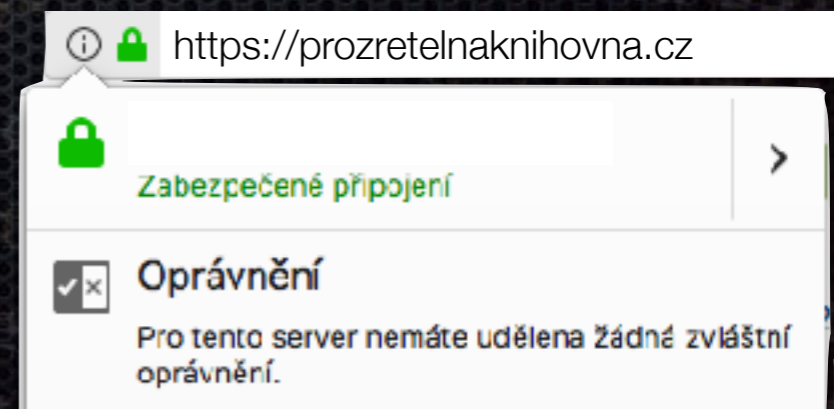 https://prozretelnaknihovna.cz
Zabezpečené připojení
Oprávnění
Pro tento server nemáte udělena žádná zvláštní
oprávnění.